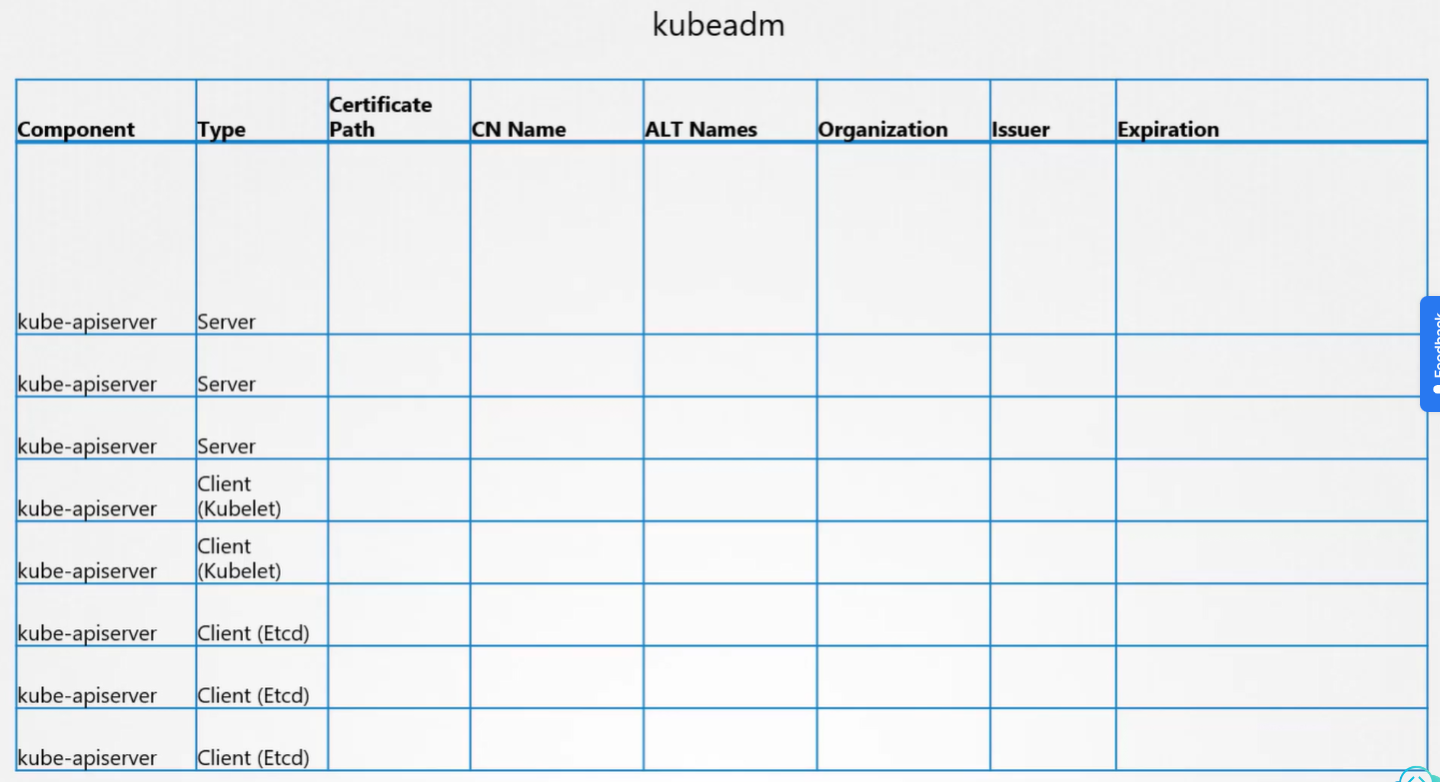 kubeadm
Component Type Certificate Path CN Name ALT Names Organization Issuer Expiration
kube-apiserver Server
kube-apiserver Server
kube-apiserver Server
kube-apiserver Client (Kubelet)
kube-apiserver Client (Kubelet)
kube-apiserver Client (Etcd)
kube-apiserver Client (Etcd)
kube-apiserver Client (Etcd)
Feedback